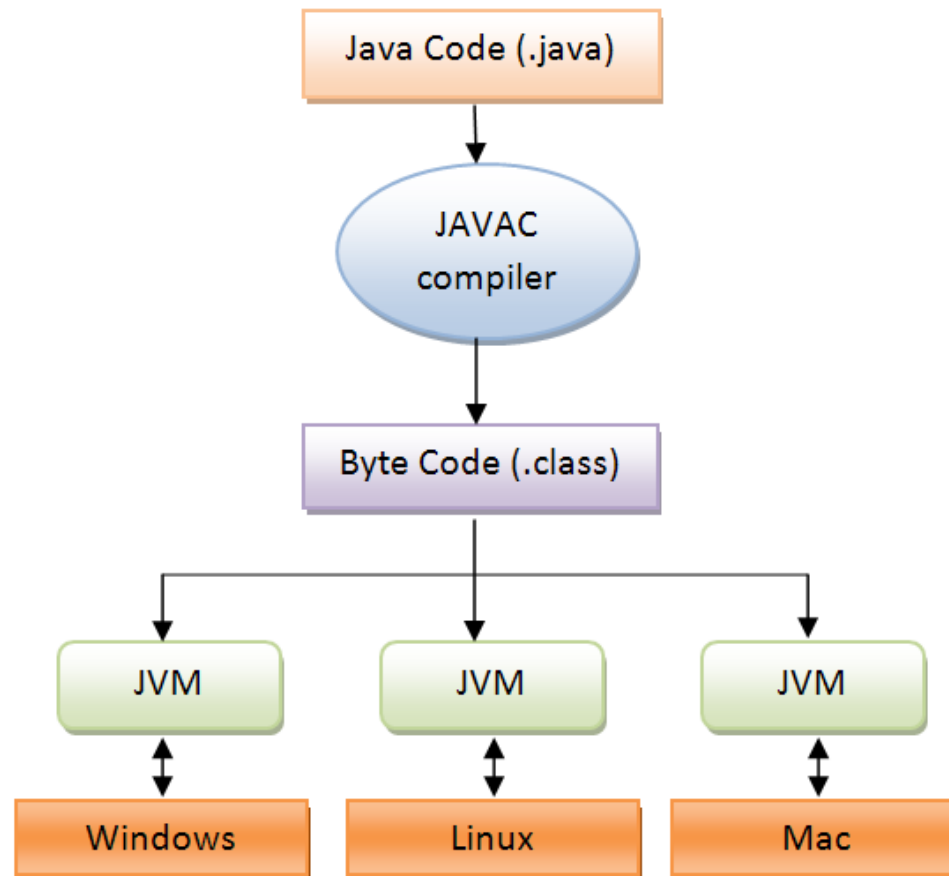 Java Code (.java)
JAVAC
compiler
Byte Code (.class)
JVM
JVM
JVM
Windows
Linux
Mac